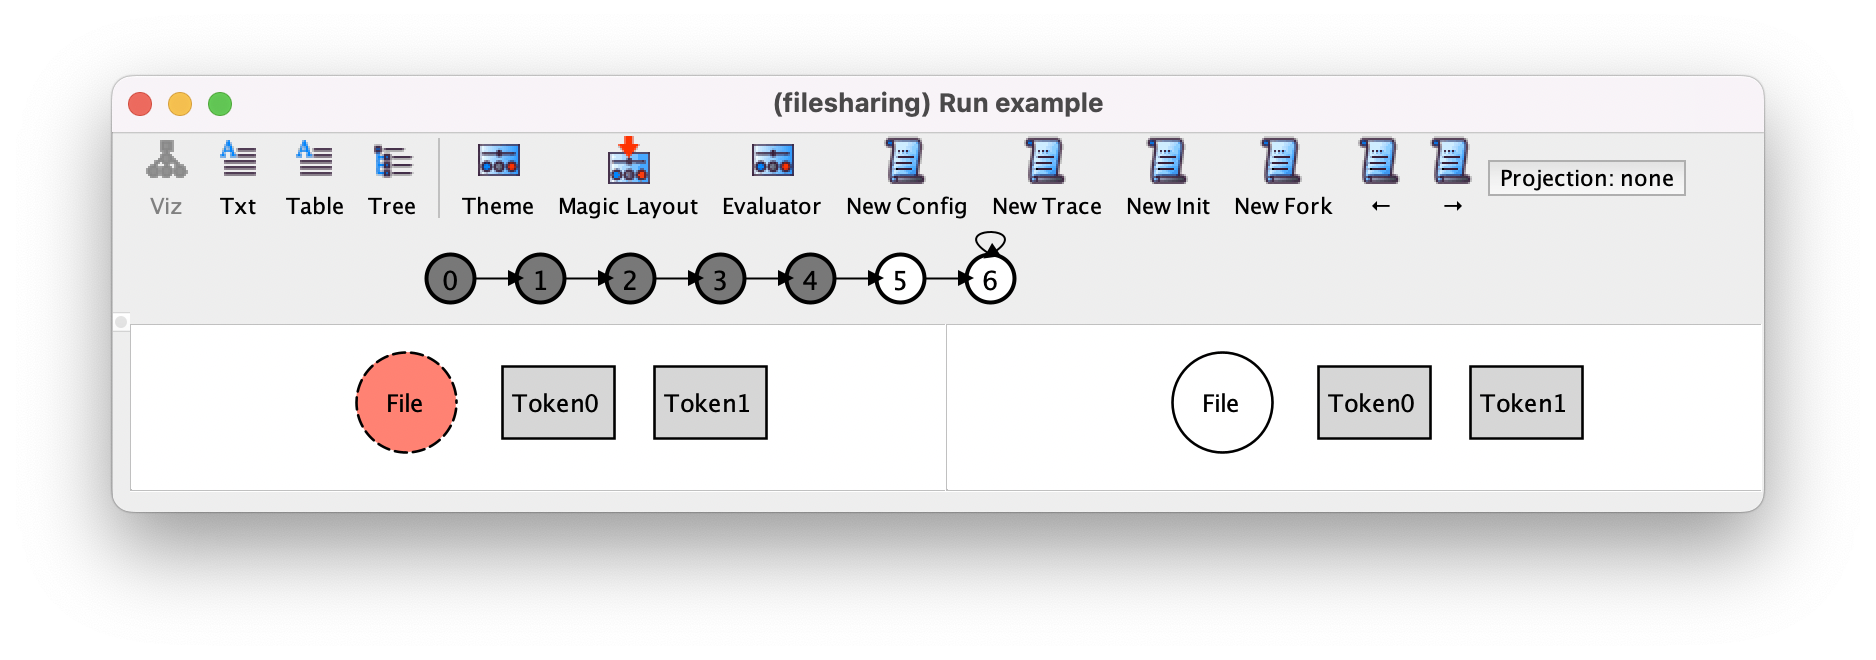 (filesharing) Run example
Viz Txt Table Tree Theme Magic Layout Evaluator New Config New Trace New Init New Fork ← → Projection: none
0 1 2 3 4 5 6
File Token0 Token1 File Token0 Token1